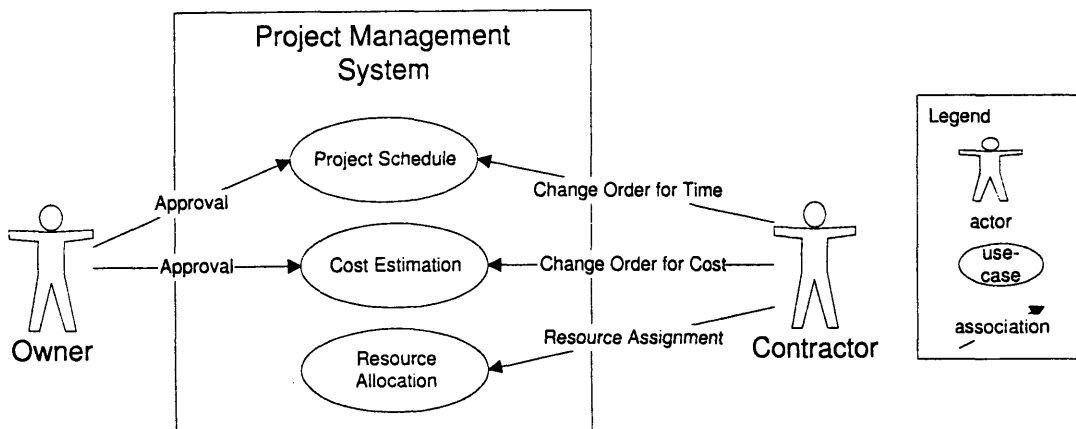 Project Management
System
Project Schedule
Approval
Change Order for Time
Approval
Cost Estimation
Change Order for Cost
Owner
Resource
Allocation
Resource Assignment
Contractor
Legend
actor
use-
case
association